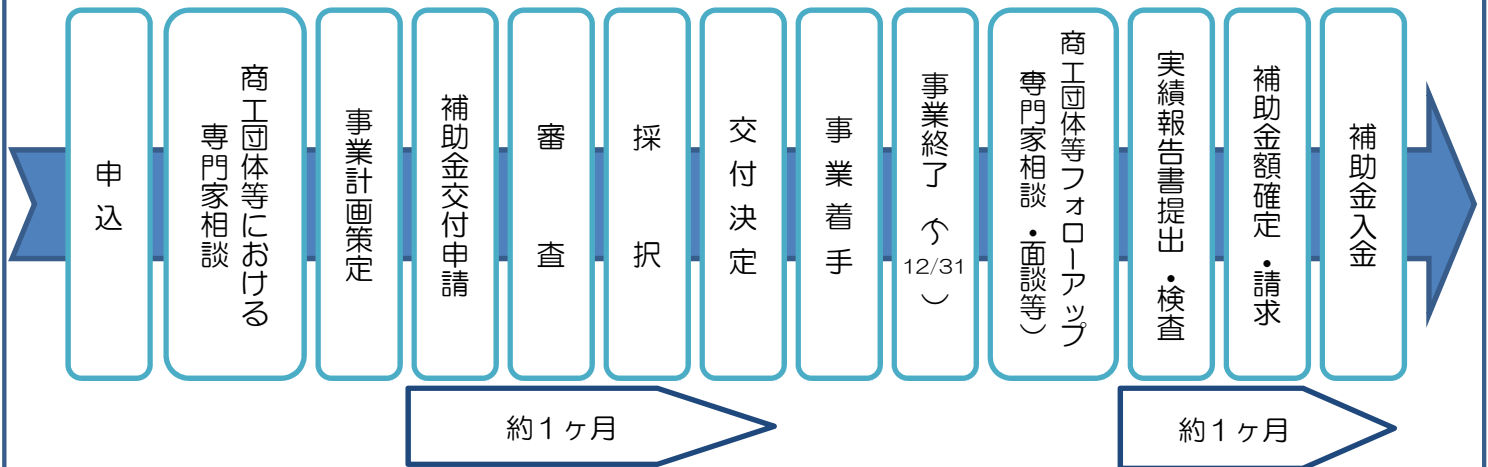 申込
商工団体等における
専門家相談
事業計画策定
補助金交付申請
審査
採択
交付決定
事業着手
事業終了（～12/31）
商工団体等フォローアップ
専門家相談・面談等）
実績報告書提出・検査
補助金額確定・請求
補助金入金
約１ヶ月
約１ヶ月